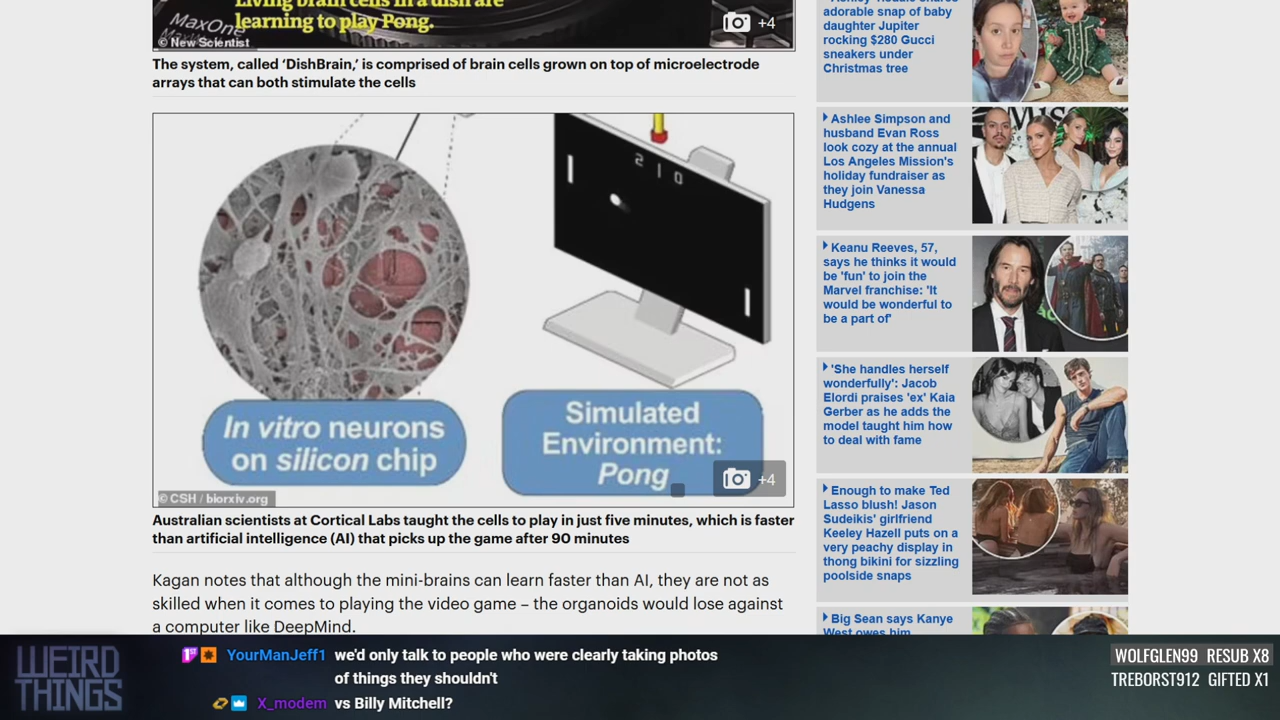 Living brain cells in a dish are
learning to play Pong.
MaxOne
© New Scientist
+4
The system, called ‘DishBrain,’ is comprised of brain cells grown on top of microelectrode
arrays that can both stimulate the cells
2 1 0
In vitro neurons
on silicon chip
Simulated
Environment:
Pong
+4
© CSH / biorxiv.org
Australian scientists at Cortical Labs taught the cells to play in just five minutes, which is faster
than artificial intelligence (AI) that picks up the game after 90 minutes
Kagan notes that although the mini-brains can learn faster than AI, they are not as
skilled when it comes to playing the video game – the organoids would lose against
a computer like DeepMind.
adorable snap of baby
daughter Jupiter
rocking $280 Gucci
sneakers under
Christmas tree
Ashlee Simpson and
husband Evan Ross
look cozy at the annual
Los Angeles Mission's
holiday fundraiser as
they join Vanessa
Hudgens
Keanu Reeves, 57,
says he thinks it would
be 'fun' to join the
Marvel franchise: 'It
would be wonderful to
be a part of'
'She handles herself
wonderfully': Jacob
Elordi praises 'ex' Kaia
Gerber as he adds the
model taught him how
to deal with fame
Enough to make Ted
Lasso blush! Jason
Sudeikis' girlfriend
Keeley Hazell puts on a
very peachy display in
thong bikini for sizzling
poolside snaps
Big Sean says Kanye
West owes him
WEIRD
THINGS
YourManJeff1 we'd only talk to people who were clearly taking photos
of things they shouldn't
X_modem vs Billy Mitchell?
WOLFGLEN99 RESUB X8
TREBORST912 GIFTED X1